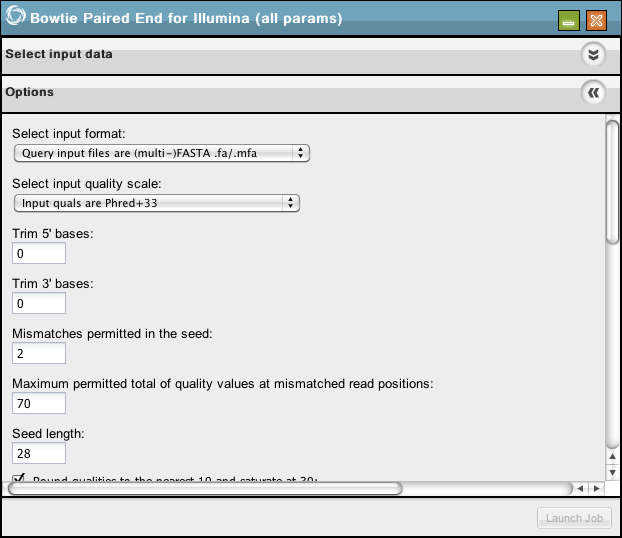 Bowtie Paired End for Illumina (all params)
Select input data
Options
Select input format:
Query input files are (multi-)FASTA .fa/.mfa
Select input quality scale:
Input quals are Phred+33
Trim 5' bases:
0
Trim 3' bases:
0
Mismatches permitted in the seed:
2
Maximum permitted total of quality values at mismatched read positions:
70
Seed length:
28
Round qualities to the nearest 10 and saturate at 30:
Launch Job